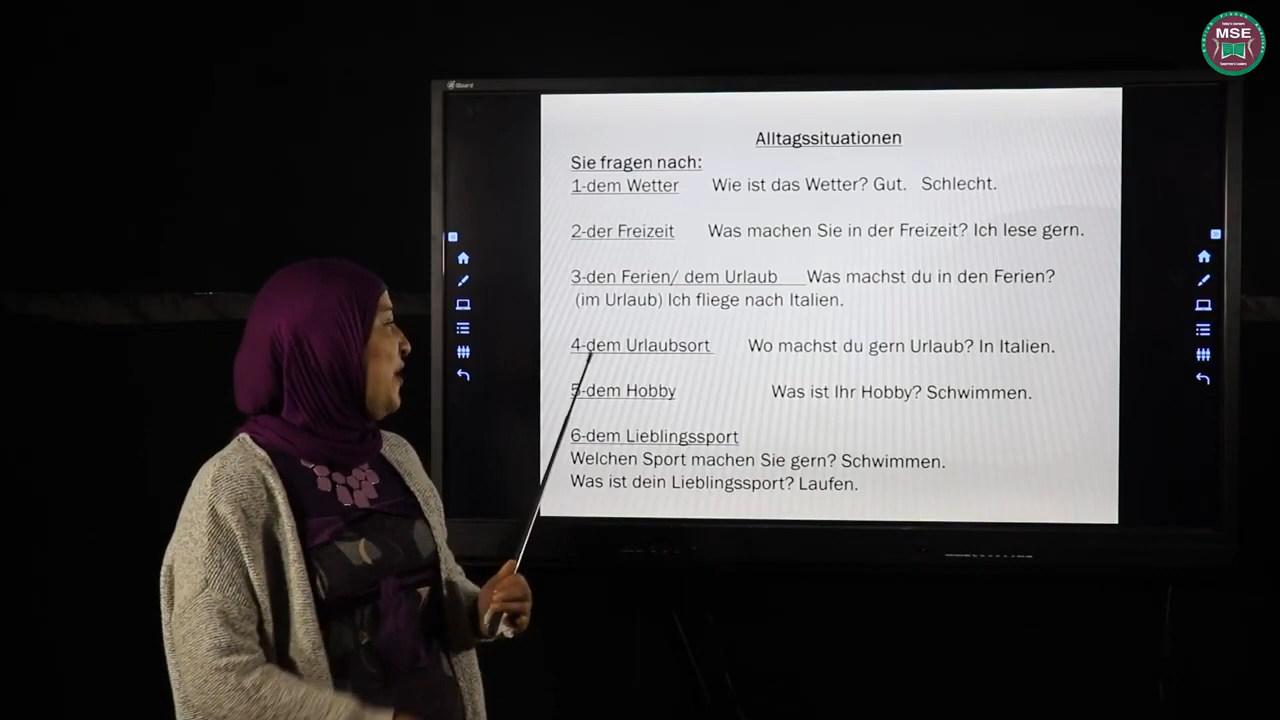 MSE
Alltagssituationen
Sie fragen nach:
1-dem Wetter Wie ist das Wetter? Gut. Schlecht.
2-der Freizeit Was machen Sie in der Freizeit? Ich lese gern.
3-den Ferien/ dem Urlaub Was machst du in den Ferien?
(im Urlaub) Ich fliege nach Italien.
4-dem Urlaubsort Wo machst du gern Urlaub? In Italien.
5-dem Hobby Was ist Ihr Hobby? Schwimmen.
6-dem Lieblingssport
Welchen Sport machen Sie gern? Schwimmen.
Was ist dein Lieblingssport? Laufen.